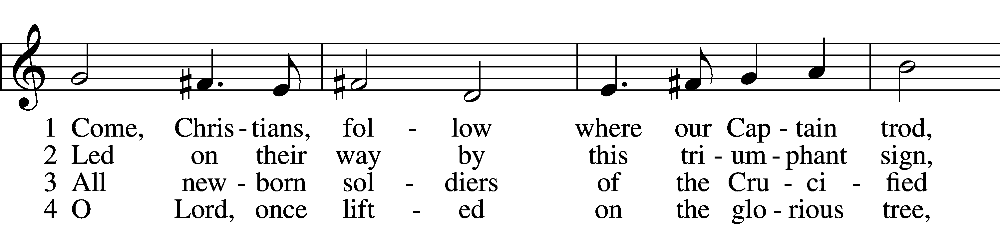 1 Come, Chris - tians, fol - low where our Cap - tain trod,
2 Led on their way by this tri - um - phant sign,
3 All new - born sol - diers of the Cru - ci - fied
4 O Lord, once lift - ed on the glo - rious tree,